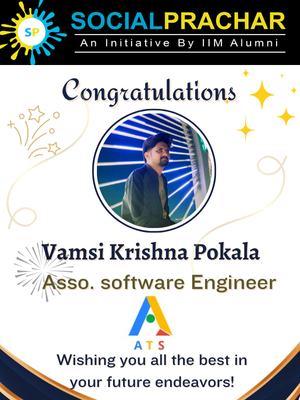 SP
SOCIALPRACHAR
An Initiative By IIM Alumni
Congratulations
Vamsi Krishna Pokala
Asso. software Engineer
ATS
Wishing you all the best in
your future endeavors!